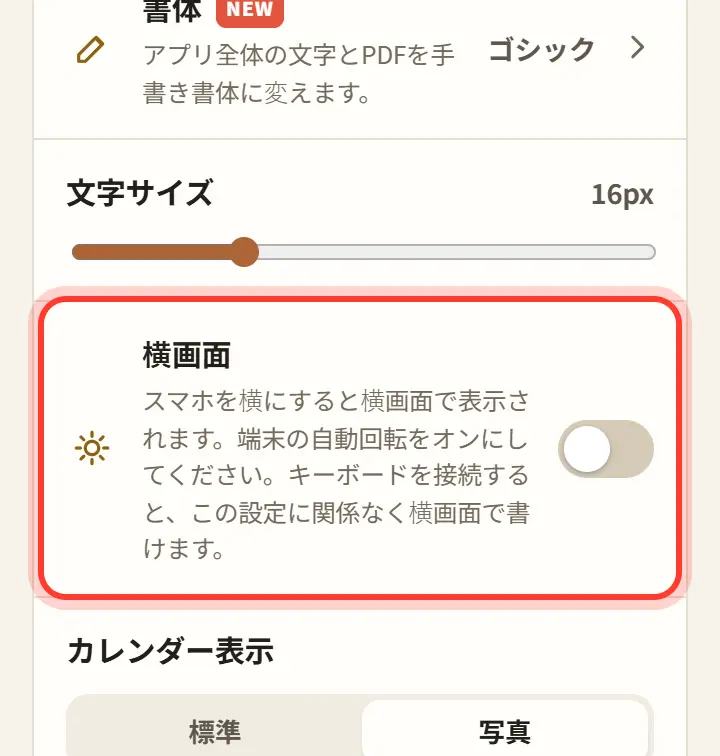 書体 NEW
アプリ全体の文字とPDFを手
書き書体に変えます。
ゴシック
文字サイズ
16px
横画面
スマホを横にすると横画面で表示さ
れます。端末の自動回転をオンにし
てください。キーボードを接続する
と、この設定に関係なく横画面で書
けます。
カレンダー表示
標準
写真